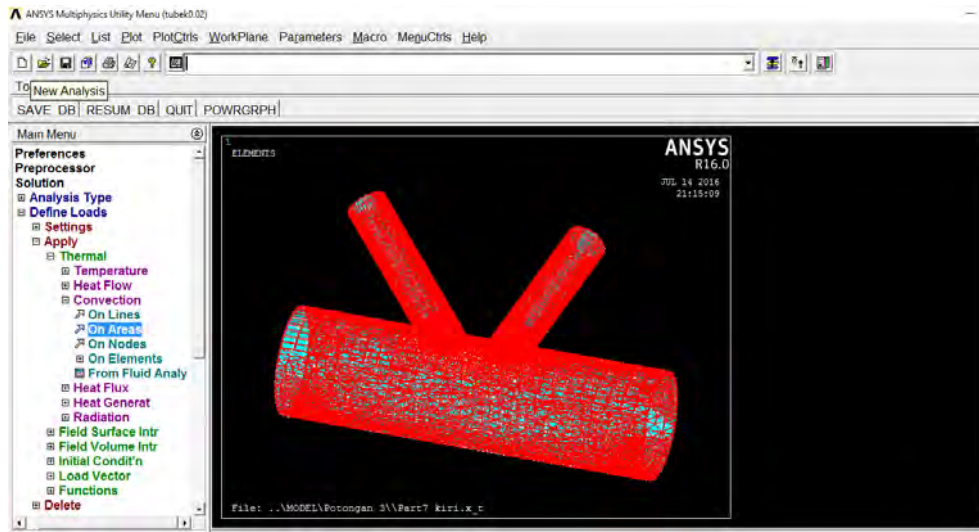 ANSYS Multiphysics Utility Menu (tubek0.02)
File Select List Plot PlotCtrls WorkPlane Parameters Macro MenuCtrls Help
To
New Analysis
SAVE_DB RESUM_DB QUIT POWRGRPH
Main Menu
Preferences
Preprocessor
Solution
Analysis Type
Define Loads
Settings
Apply
Thermal
Temperature
Heat Flow
Convection
On Lines
On Areas
On Nodes
On Elements
From Fluid Analy
Heat Flux
Heat Generat
Radiation
Field Surface Intr
Field Volume Intr
Initial Condit'n
Load Vector
Functions
Delete
1
ELEMENTS
ANSYS
R16.0
JUL 14 2016
21:15:09
File: ..\MODEL\Potongan 3\\Part7 kiri.x_t